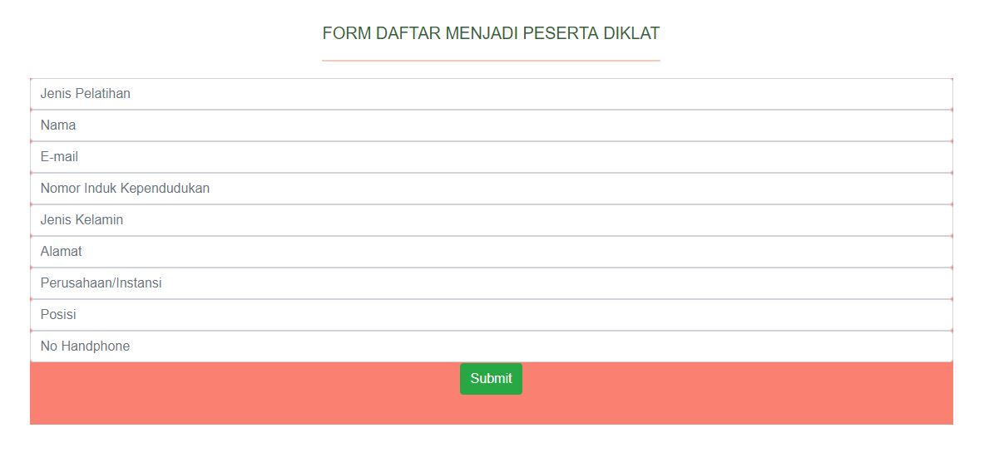 FORM DAFTAR MENJADI PESERTA DIKLAT
Jenis Pelatihan
Nama
E-mail
Nomor Induk Kependudukan
Jenis Kelamin
Alamat
Perusahaan/Instansi
Posisi
No Handphone
Submit